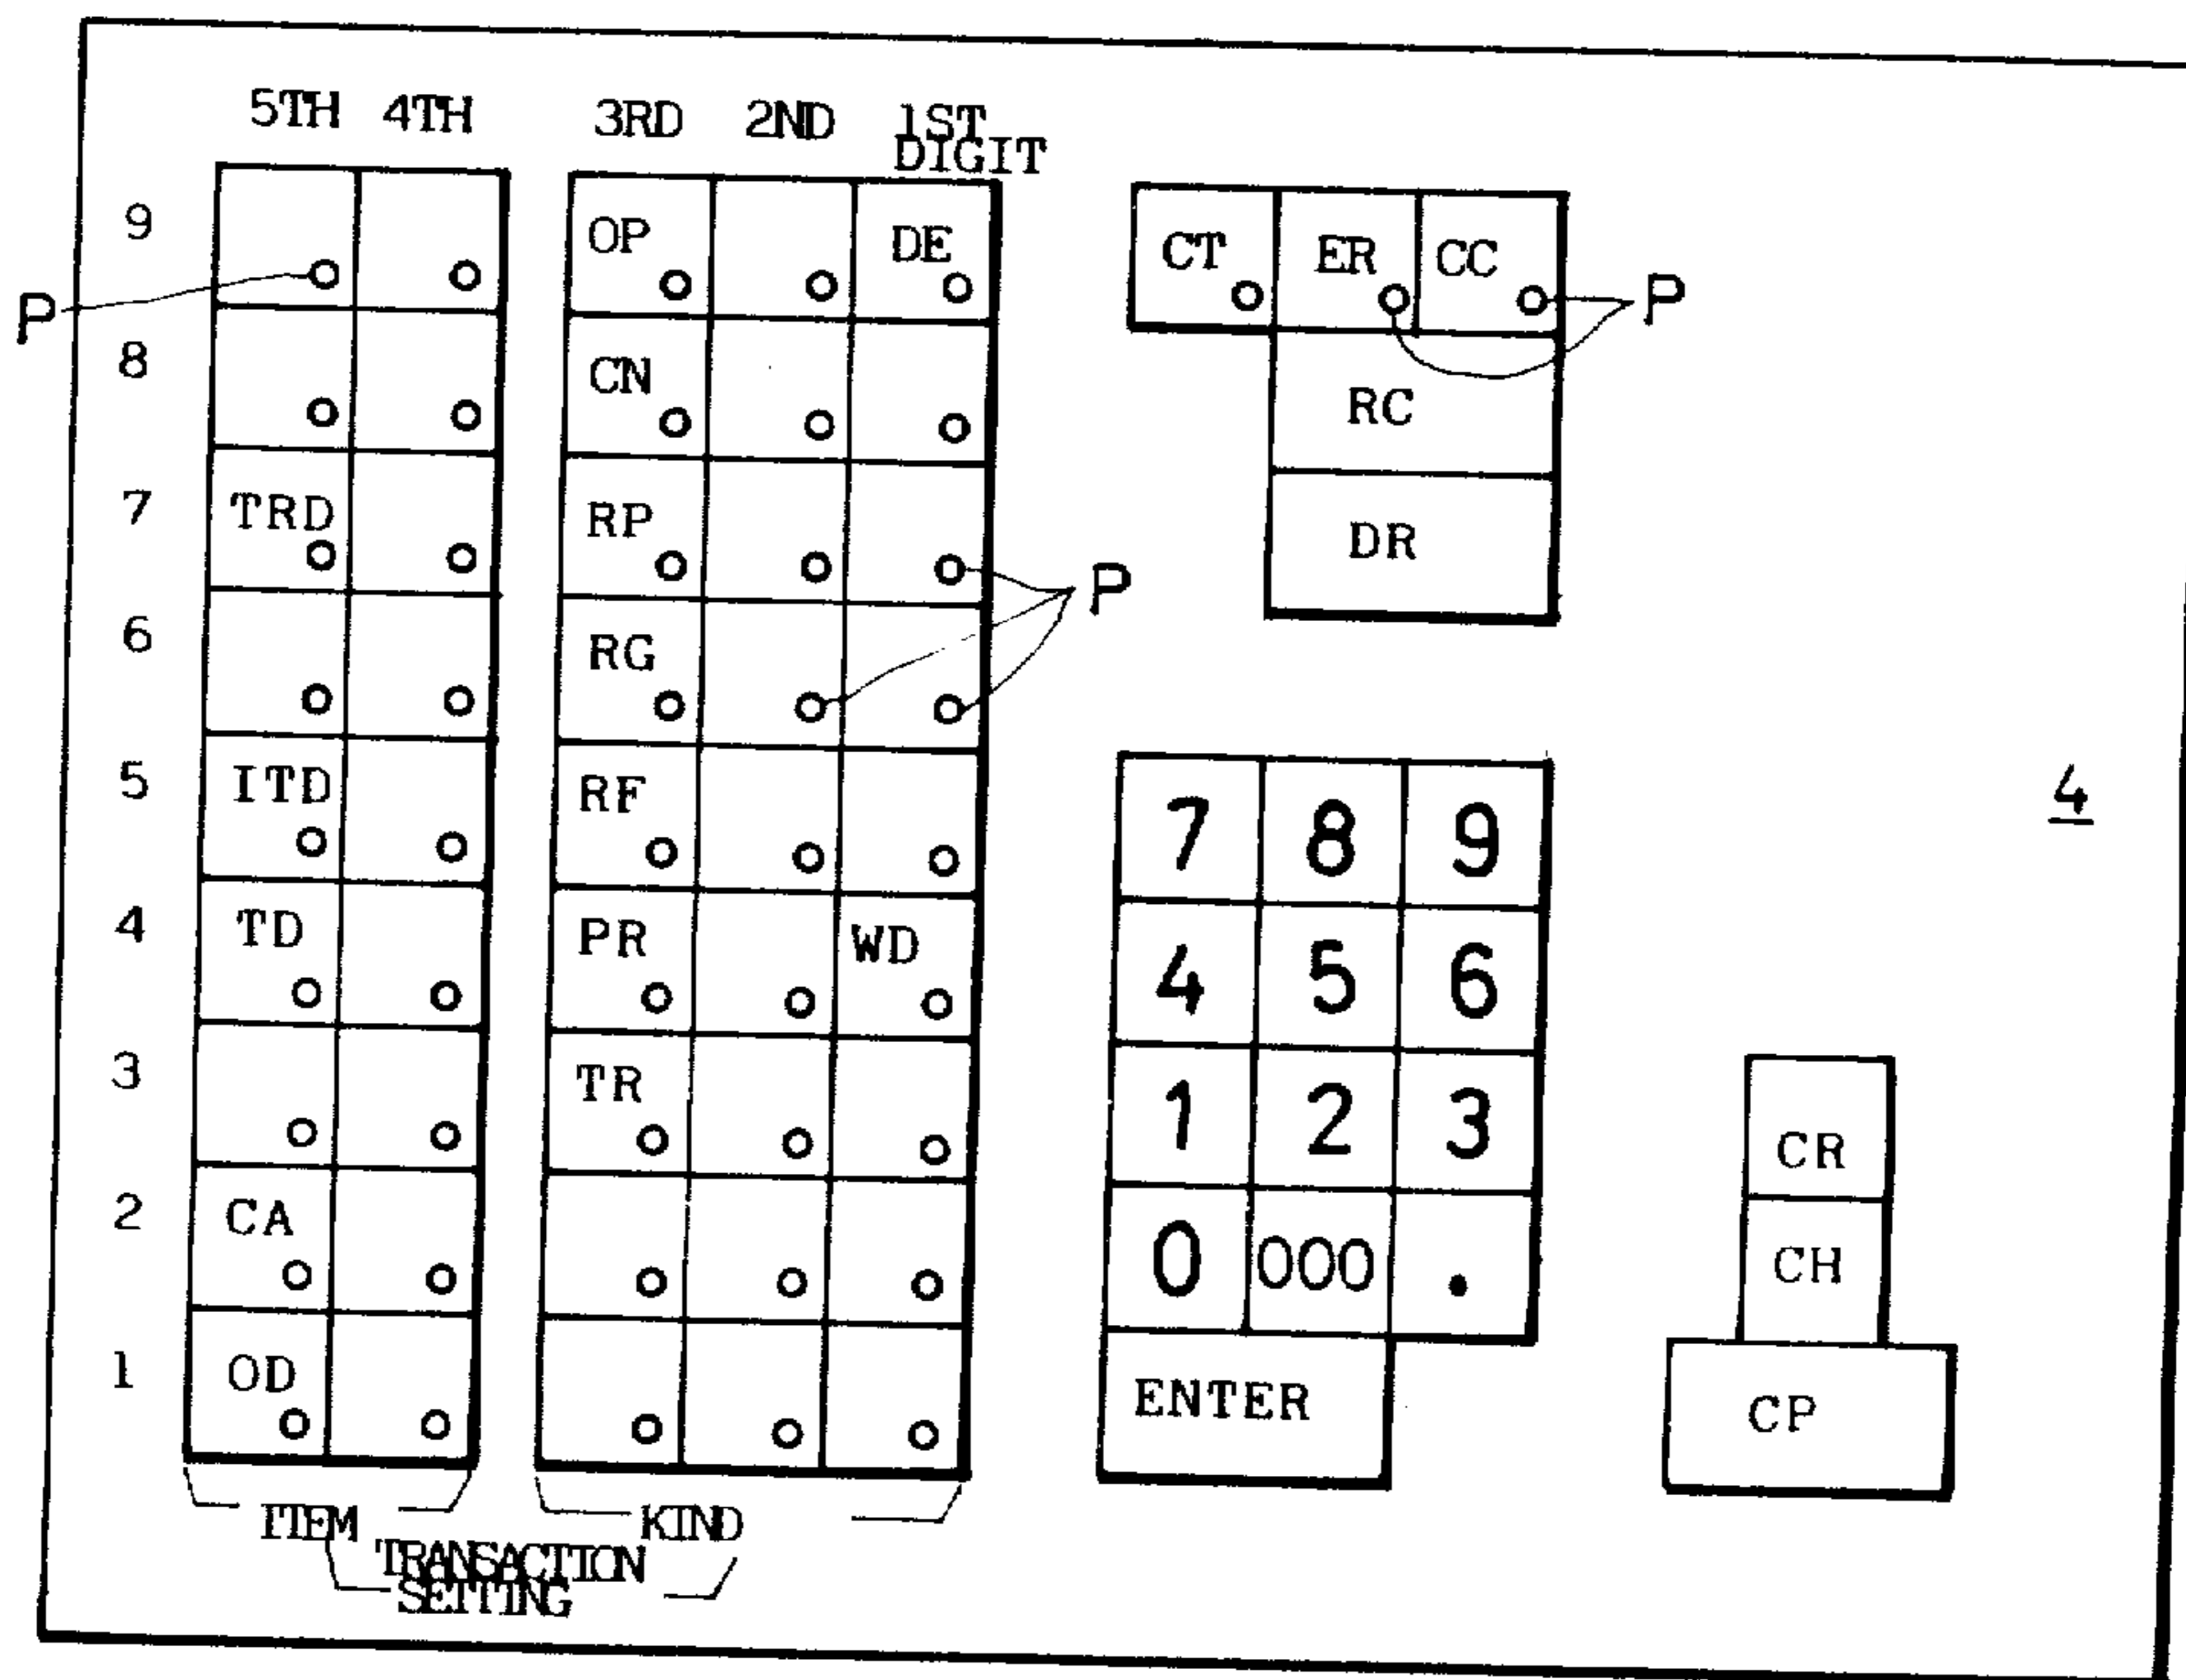 5TH 4TH 3RD 2ND 1ST DIGIT
9 OP DE CT ER CC
P P
8 CN RC
7 TRD RP DR
P
6 RG
5 ITD RF 7 8 9
4
4 TD PR WD 4 5 6
3 TR 1 2 3 CR
2 CA 0 000 . CH
1 OD ENTER CP
ITEM KIND
TRANSACTION
SETTING